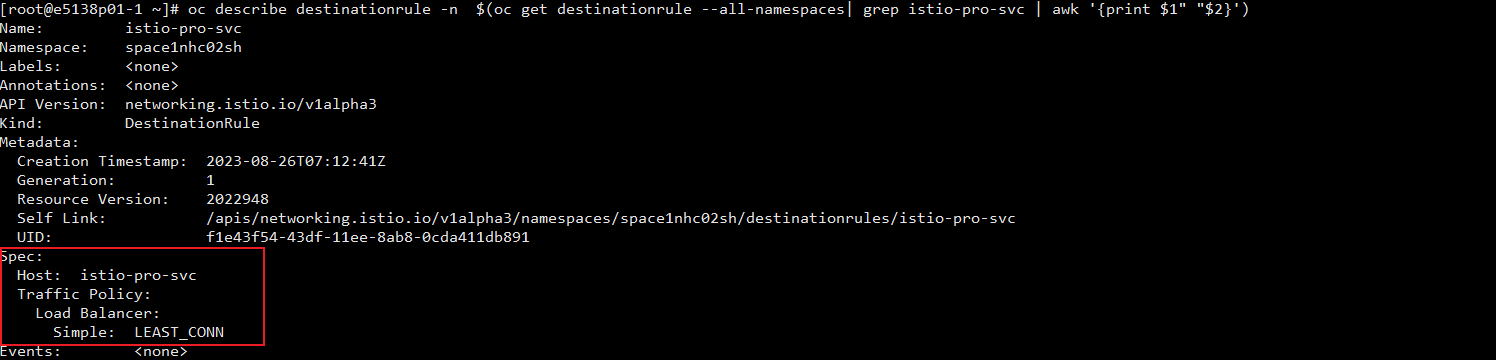 [root@e5138p01-1 ~]# oc describe destinationrule -n  $(oc get destinationrule --all-namespaces| grep istio-pro-svc | awk '{print $1" "$2}')
Name:         istio-pro-svc
Namespace:    space1nhc02sh
Labels:       <none>
Annotations:  <none>
API Version:  networking.istio.io/v1alpha3
Kind:         DestinationRule
Metadata:
  Creation Timestamp:  2023-08-26T07:12:41Z
  Generation:          1
  Resource Version:    2022948
  Self Link:           /apis/networking.istio.io/v1alpha3/namespaces/space1nhc02sh/destinationrules/istio-pro-svc
  UID:                 f1e43f54-43df-11ee-8ab8-0cda411db891
Spec:
  Host:  istio-pro-svc
  Traffic Policy:
    Load Balancer:
      Simple:  LEAST_CONN
Events:        <none>